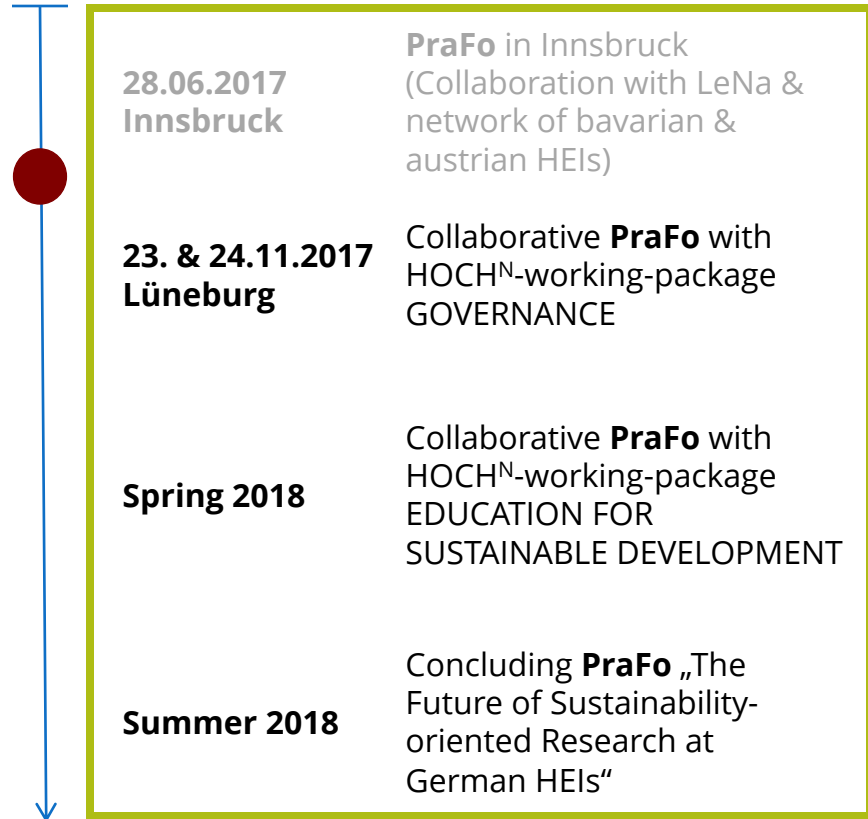 28.06.2017
Innsbruck
PraFo in Innsbruck
(Collaboration with LeNa &
network of bavarian &
austrian HEIs)
23. & 24.11.2017
Lüneburg
Collaborative PraFo with
HOCHᴺ-working-package
GOVERNANCE
Spring 2018
Collaborative PraFo with
HOCHᴺ-working-package
EDUCATION FOR
SUSTAINABLE DEVELOPMENT
Summer 2018
Concluding PraFo „The
Future of Sustainability-
oriented Research at
German HEIs“